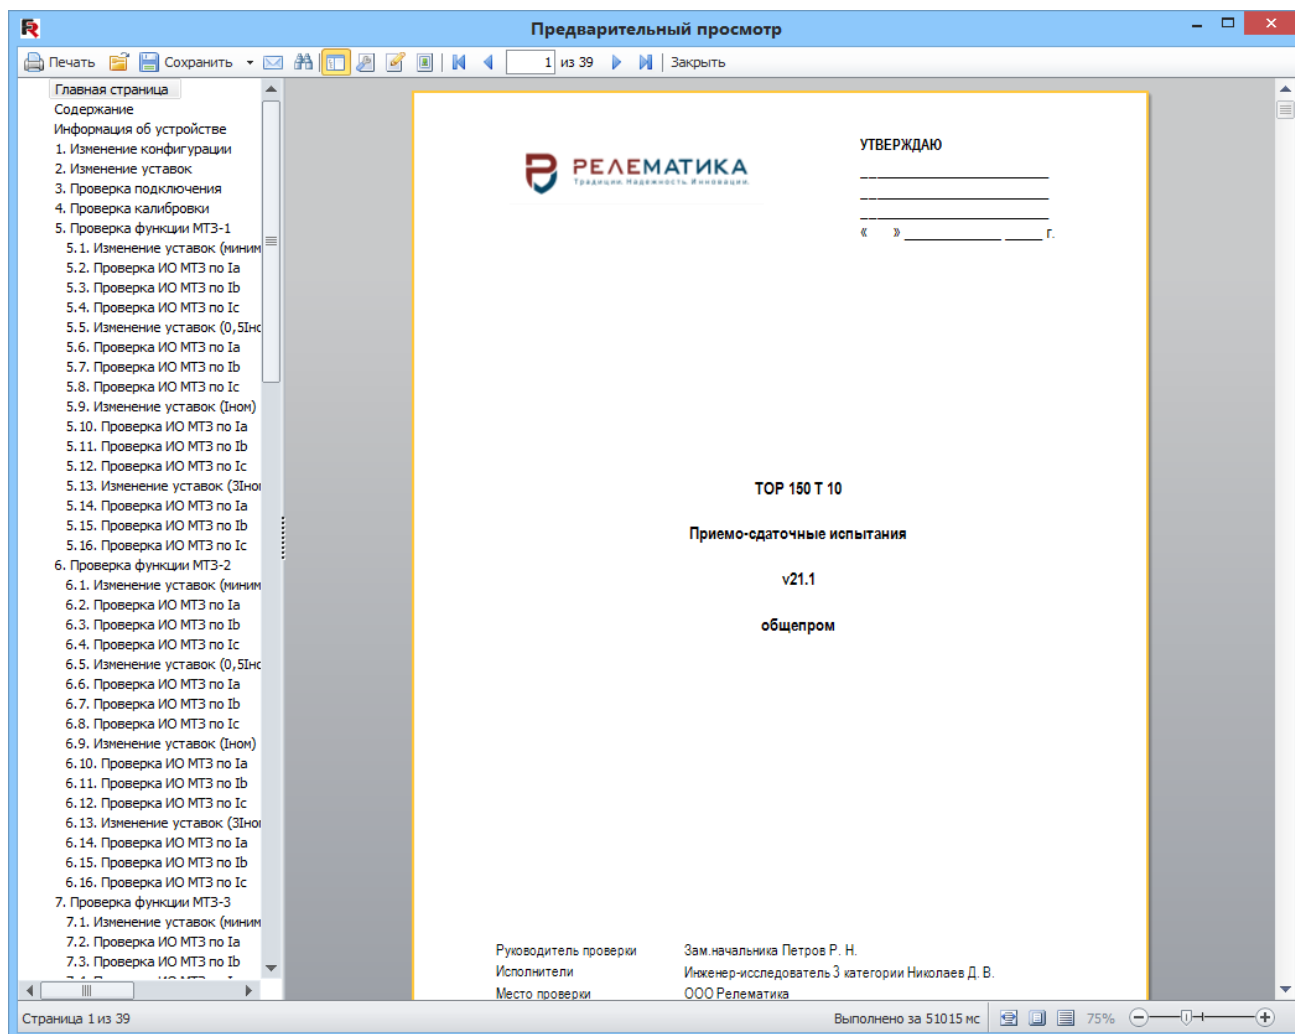 Предварительный просмотр
Печать Сохранить 1 из 39 Закрыть
Главная страница
Содержание
Информация об устройстве
1. Изменение конфигурации
2. Изменение уставок
3. Проверка подключения
4. Проверка калибровки
5. Проверка функции МТЗ-1
5.1. Изменение уставок (миним
5.2. Проверка ИО МТЗ по Ia
5.3. Проверка ИО МТЗ по Ib
5.4. Проверка ИО МТЗ по Ic
5.5. Изменение уставок (0,5Iно
5.6. Проверка ИО МТЗ по Ia
5.7. Проверка ИО МТЗ по Ib
5.8. Проверка ИО МТЗ по Ic
5.9. Изменение уставок (Iном)
5.10. Проверка ИО МТЗ по Ia
5.11. Проверка ИО МТЗ по Ib
5.12. Проверка ИО МТЗ по Ic
5.13. Изменение уставок (3Iно
5.14. Проверка ИО МТЗ по Ia
5.15. Проверка ИО МТЗ по Ib
5.16. Проверка ИО МТЗ по Ic
6. Проверка функции МТЗ-2
6.1. Изменение уставок (миним
6.2. Проверка ИО МТЗ по Ia
6.3. Проверка ИО МТЗ по Ib
6.4. Проверка ИО МТЗ по Ic
6.5. Изменение уставок (0,5Iно
6.6. Проверка ИО МТЗ по Ia
6.7. Проверка ИО МТЗ по Ib
6.8. Проверка ИО МТЗ по Ic
6.9. Изменение уставок (Iном)
6.10. Проверка ИО МТЗ по Ia
6.11. Проверка ИО МТЗ по Ib
6.12. Проверка ИО МТЗ по Ic
6.13. Изменение уставок (3Iно
6.14. Проверка ИО МТЗ по Ia
6.15. Проверка ИО МТЗ по Ib
6.16. Проверка ИО МТЗ по Ic
7. Проверка функции МТЗ-3
7.1. Изменение уставок (миним
7.2. Проверка ИО МТЗ по Ia
7.3. Проверка ИО МТЗ по Ib
РЕЛЕМАТИКА
Традиции. Надежность. Инновации.
УТВЕРЖДАЮ
« » ______________ _____ г.
ТОР 150 Т 10
Приемо-сдаточные испытания
v21.1
общепром
Руководитель проверки Зам.начальника Петров Р. Н.
Исполнители Инженер-исследователь 3 категории Николаев Д. В.
Место проверки ООО Релематика
Страница 1 из 39 Выполнено за 51015 мс 75%